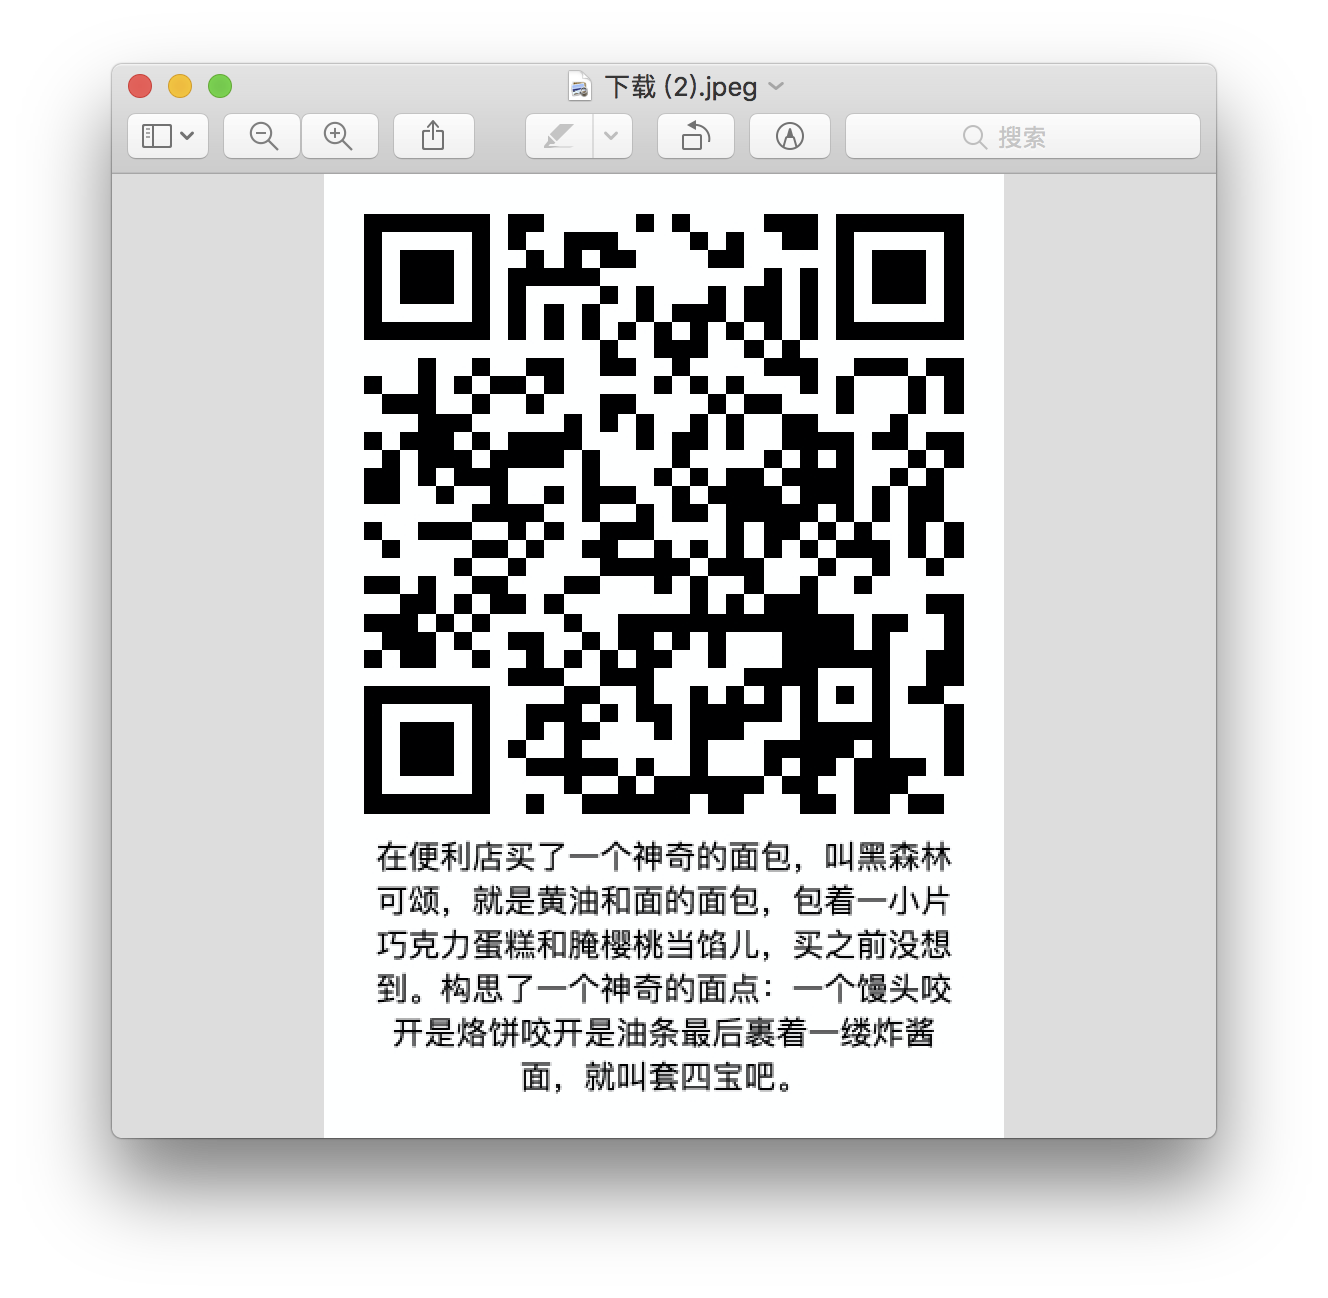 下载 (2).jpeg
搜索
在便利店买了一个神奇的面包，叫黑森林
可颂，就是黄油和面的面包，包着一小片
巧克力蛋糕和腌樱桃当馅儿，买之前没想
到。构思了一个神奇的面点：一个馒头咬
开是烙饼咬开是油条最后裹着一缕炸酱
面，就叫套四宝吧。